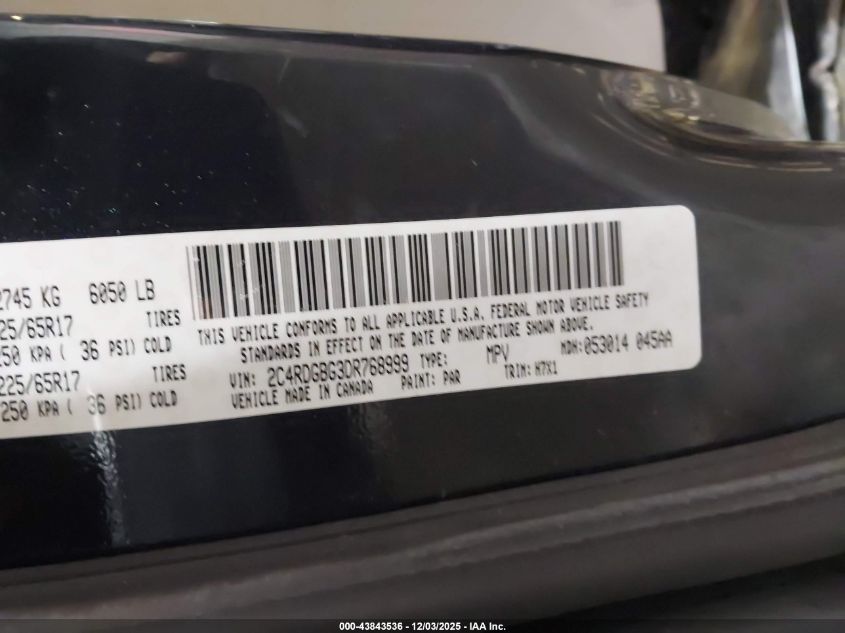 2745 KG 6050 LB
225/65R17 TIRES
250 KPA ( 36 PSI) COLD
225/65R17 TIRES
250 KPA ( 36 PSI) COLD
THIS VEHICLE CONFORMS TO ALL APPLICABLE U.S.A. FEDERAL MOTOR VEHICLE SAFETY
STANDARDS IN EFFECT ON THE DATE OF MANUFACTURE SHOWN ABOVE.
VIN: 2C4RDGBG3DR768999 TYPE: MPV MDH: 053014 045AA
VEHICLE MADE IN CANADA PAINT: PAR TRIM: H7X1
000-43843536 - 12/03/2025 - IAA Inc.